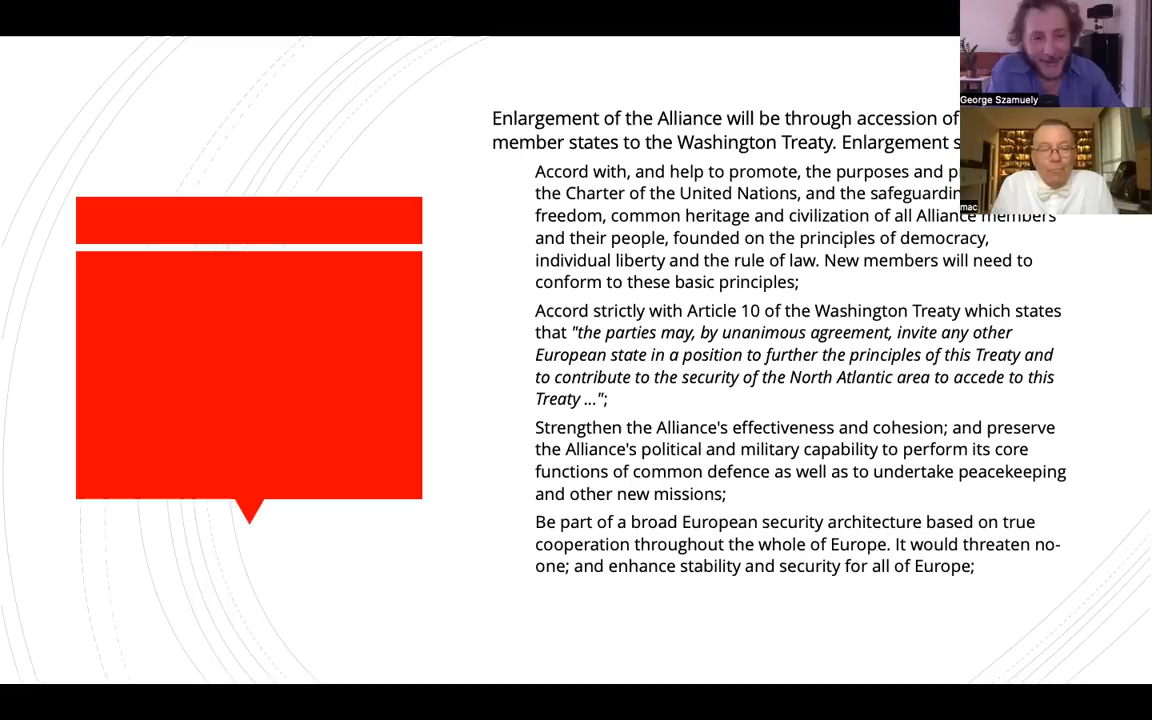 George Szamuely
mac
Enlargement of the Alliance will be through accession of
member states to the Washington Treaty. Enlargement
Accord with, and help to promote, the purposes and
the Charter of the United Nations, and the
freedom, common heritage and civilization of all Alliance members
and their people, founded on the principles of democracy,
individual liberty and the rule of law. New members will need to
conform to these basic principles;
Accord strictly with Article 10 of the Washington Treaty which states
that "the parties may, by unanimous agreement, invite any other
European state in a position to further the principles of this Treaty and
to contribute to the security of the North Atlantic area to accede to this
Treaty ...";
Strengthen the Alliance's effectiveness and cohesion; and preserve
the Alliance's political and military capability to perform its core
functions of common defence as well as to undertake peacekeeping
and other new missions;
Be part of a broad European security architecture based on true
cooperation throughout the whole of Europe. It would threaten no-
one; and enhance stability and security for all of Europe;